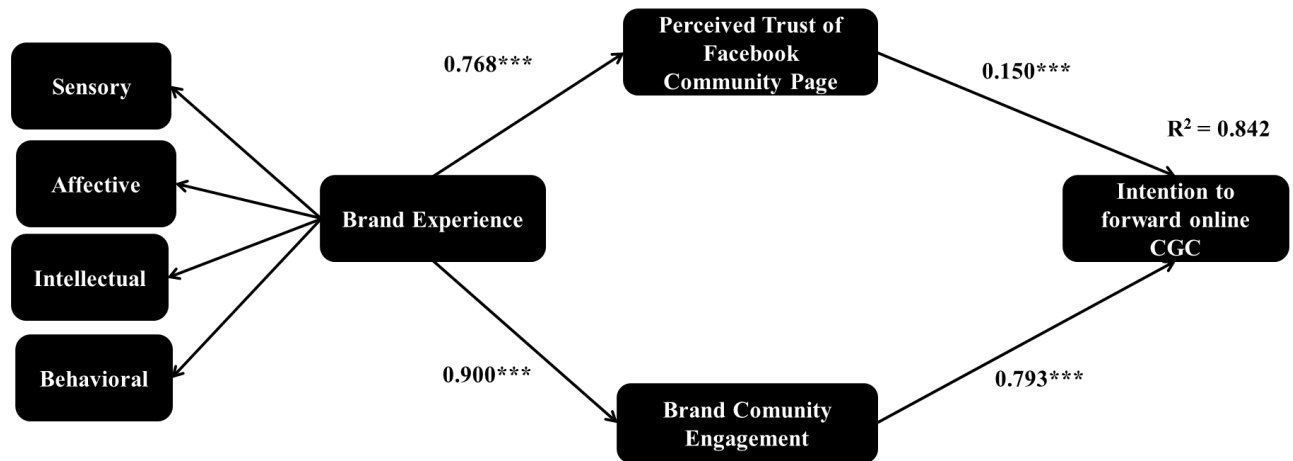 Sensory
Affective
Intellectual
Behavioral
Brand Experience
0.768***
0.900***
Perceived Trust of
Facebook
Community Page
Brand Comunity
Engagement
0.150***
0.793***
R² = 0.842
Intention to
forward online
CGC